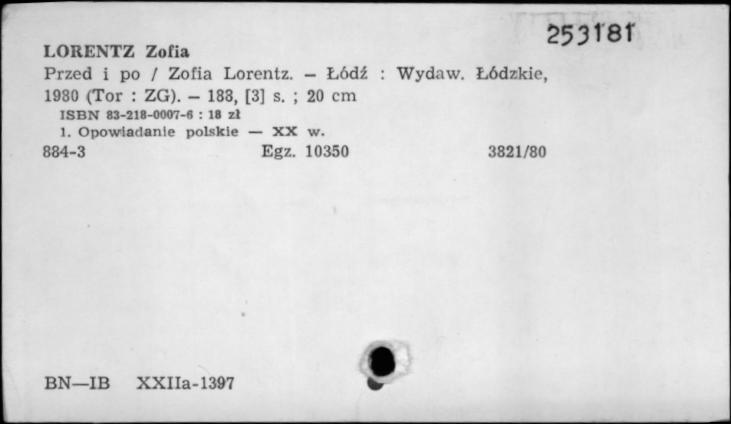 253181
LORENTZ Zofia
Przed i po / Zofia Lorentz. – Łódź : Wydaw. Łódzkie,
1980 (Tor : ZG). – 188, [3] s. ; 20 cm
ISBN 83-218-0007-6 : 18 zł
1. Opowiadanie polskie — XX w.
884-3 Egz. 10350 3821/80
BN—IB XXIIa-1397